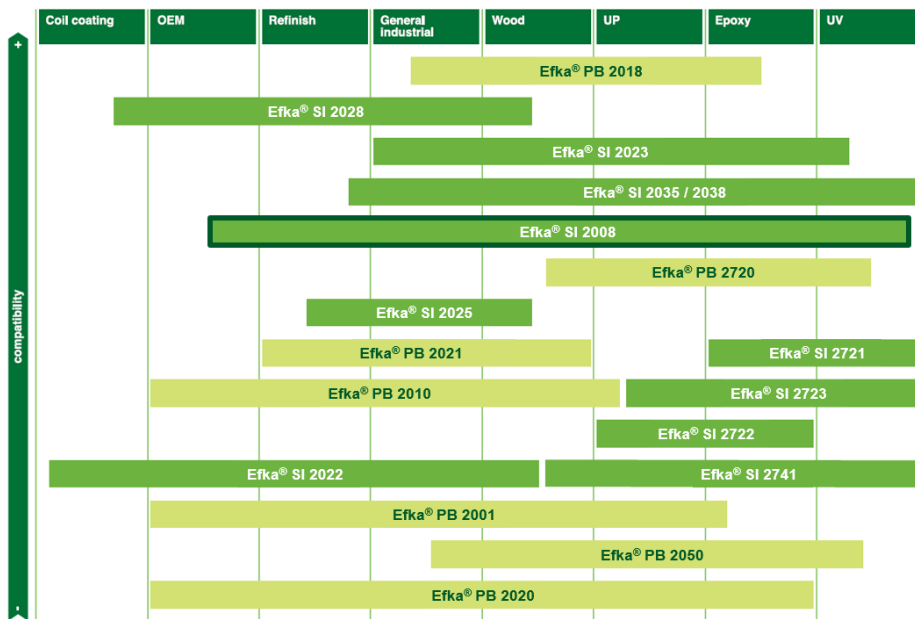 Coil coating
OEM
Refinish
General
industrial
Wood
UP
Epoxy
UV
+
Efka® PB 2018
Efka® SI 2028
Efka® SI 2023
Efka® SI 2035 / 2038
Efka® SI 2008
Efka® PB 2720
compatibility
Efka® SI 2025
Efka® PB 2021
Efka® SI 2721
Efka® PB 2010
Efka® SI 2723
Efka® SI 2722
Efka® SI 2022
Efka® SI 2741
Efka® PB 2001
Efka® PB 2050
Efka® PB 2020
-